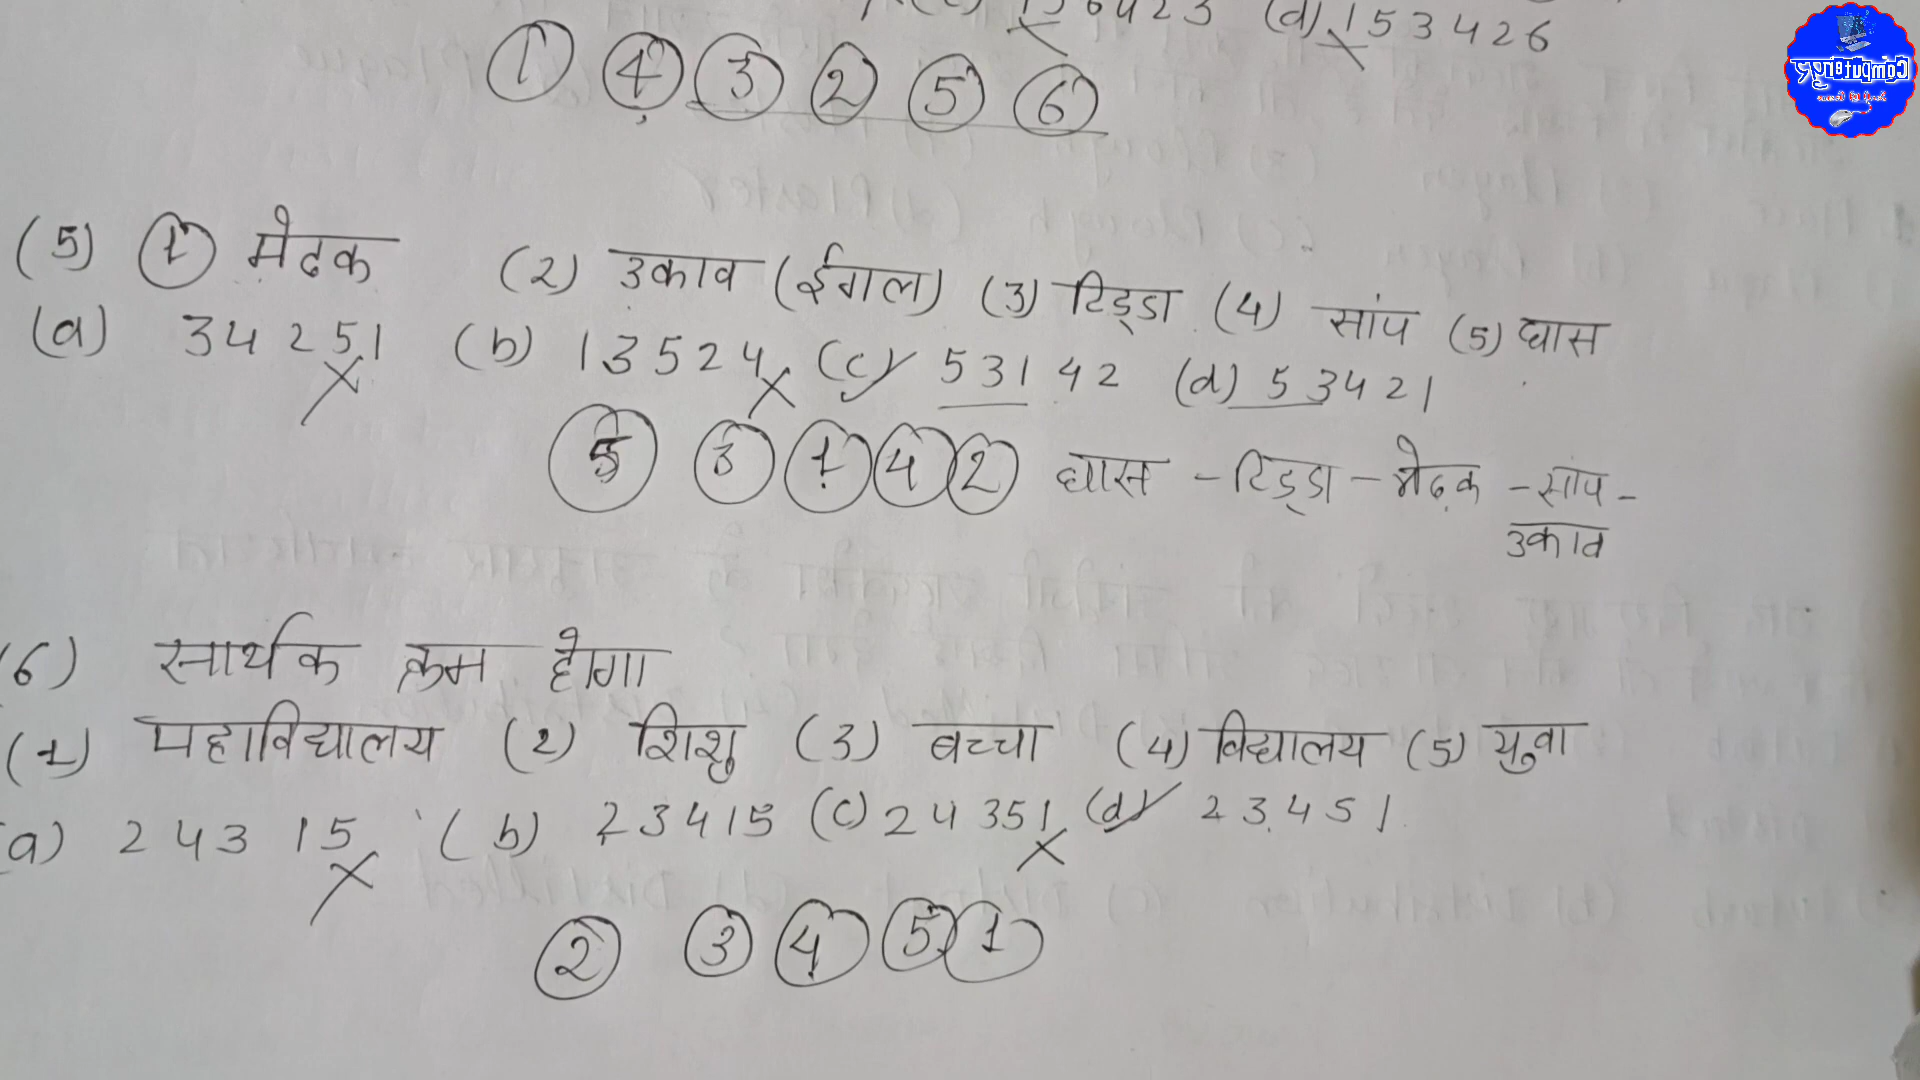 6423 (d) 153426
1 4 3 2 5 6
(5) 1 मेढक (2) उकाव (ईगल) (3) टिड्डा (4) सांप (5) घास
(a) 34251 (b) 13524 (c) 53142 (d) 53421
5 3 1 4 2 घास - टिड्डा - मेढ़क - सांप -
उकाव
(6) सार्थक क्रम होगा
(1) महाविद्यालय (2) शिशु (3) बच्चा (4) विद्यालय (5) युवा
(a) 24315 (b) 23415 (c) 24351 (d) 23451
2 3 4 5 1